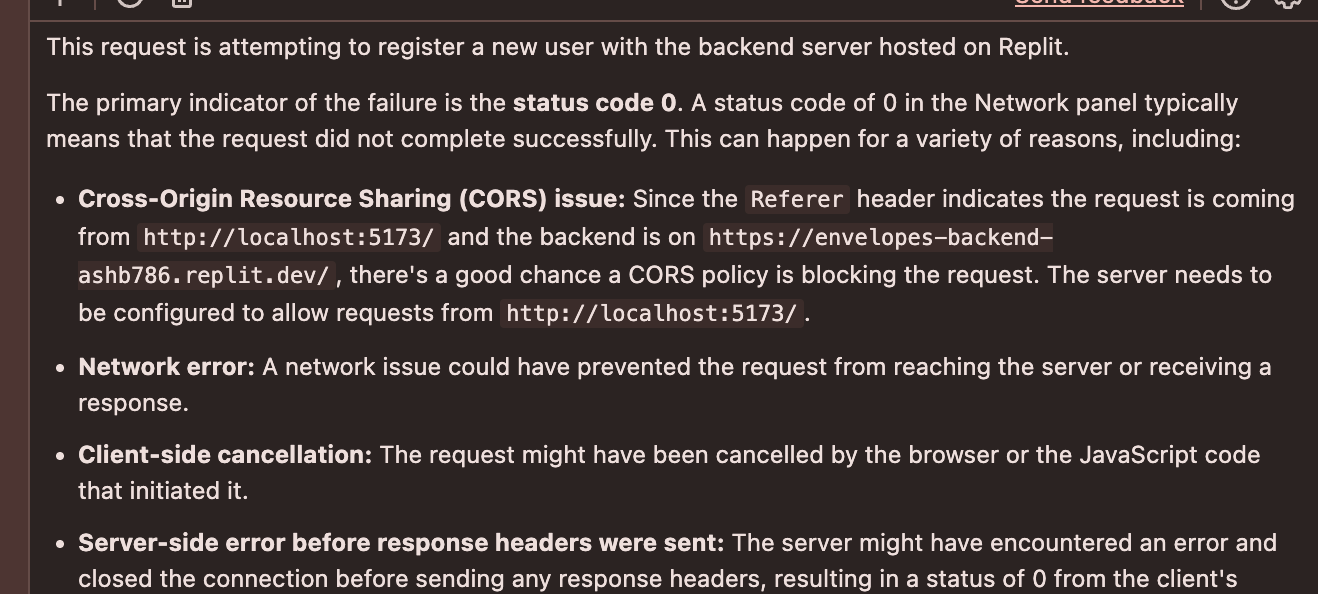 Send feedback
This request is attempting to register a new user with the backend server hosted on Replit.
The primary indicator of the failure is the status code 0. A status code of 0 in the Network panel typically
means that the request did not complete successfully. This can happen for a variety of reasons, including:
• Cross-Origin Resource Sharing (CORS) issue: Since the Referer header indicates the request is coming
from http://localhost:5173/ and the backend is on https://envelopes-backend-
ashb786.replit.dev/, there's a good chance a CORS policy is blocking the request. The server needs to
be configured to allow requests from http://localhost:5173/.
• Network error: A network issue could have prevented the request from reaching the server or receiving a
response.
• Client-side cancellation: The request might have been cancelled by the browser or the JavaScript code
that initiated it.
• Server-side error before response headers were sent: The server might have encountered an error and
closed the connection before sending any response headers, resulting in a status of 0 from the client's